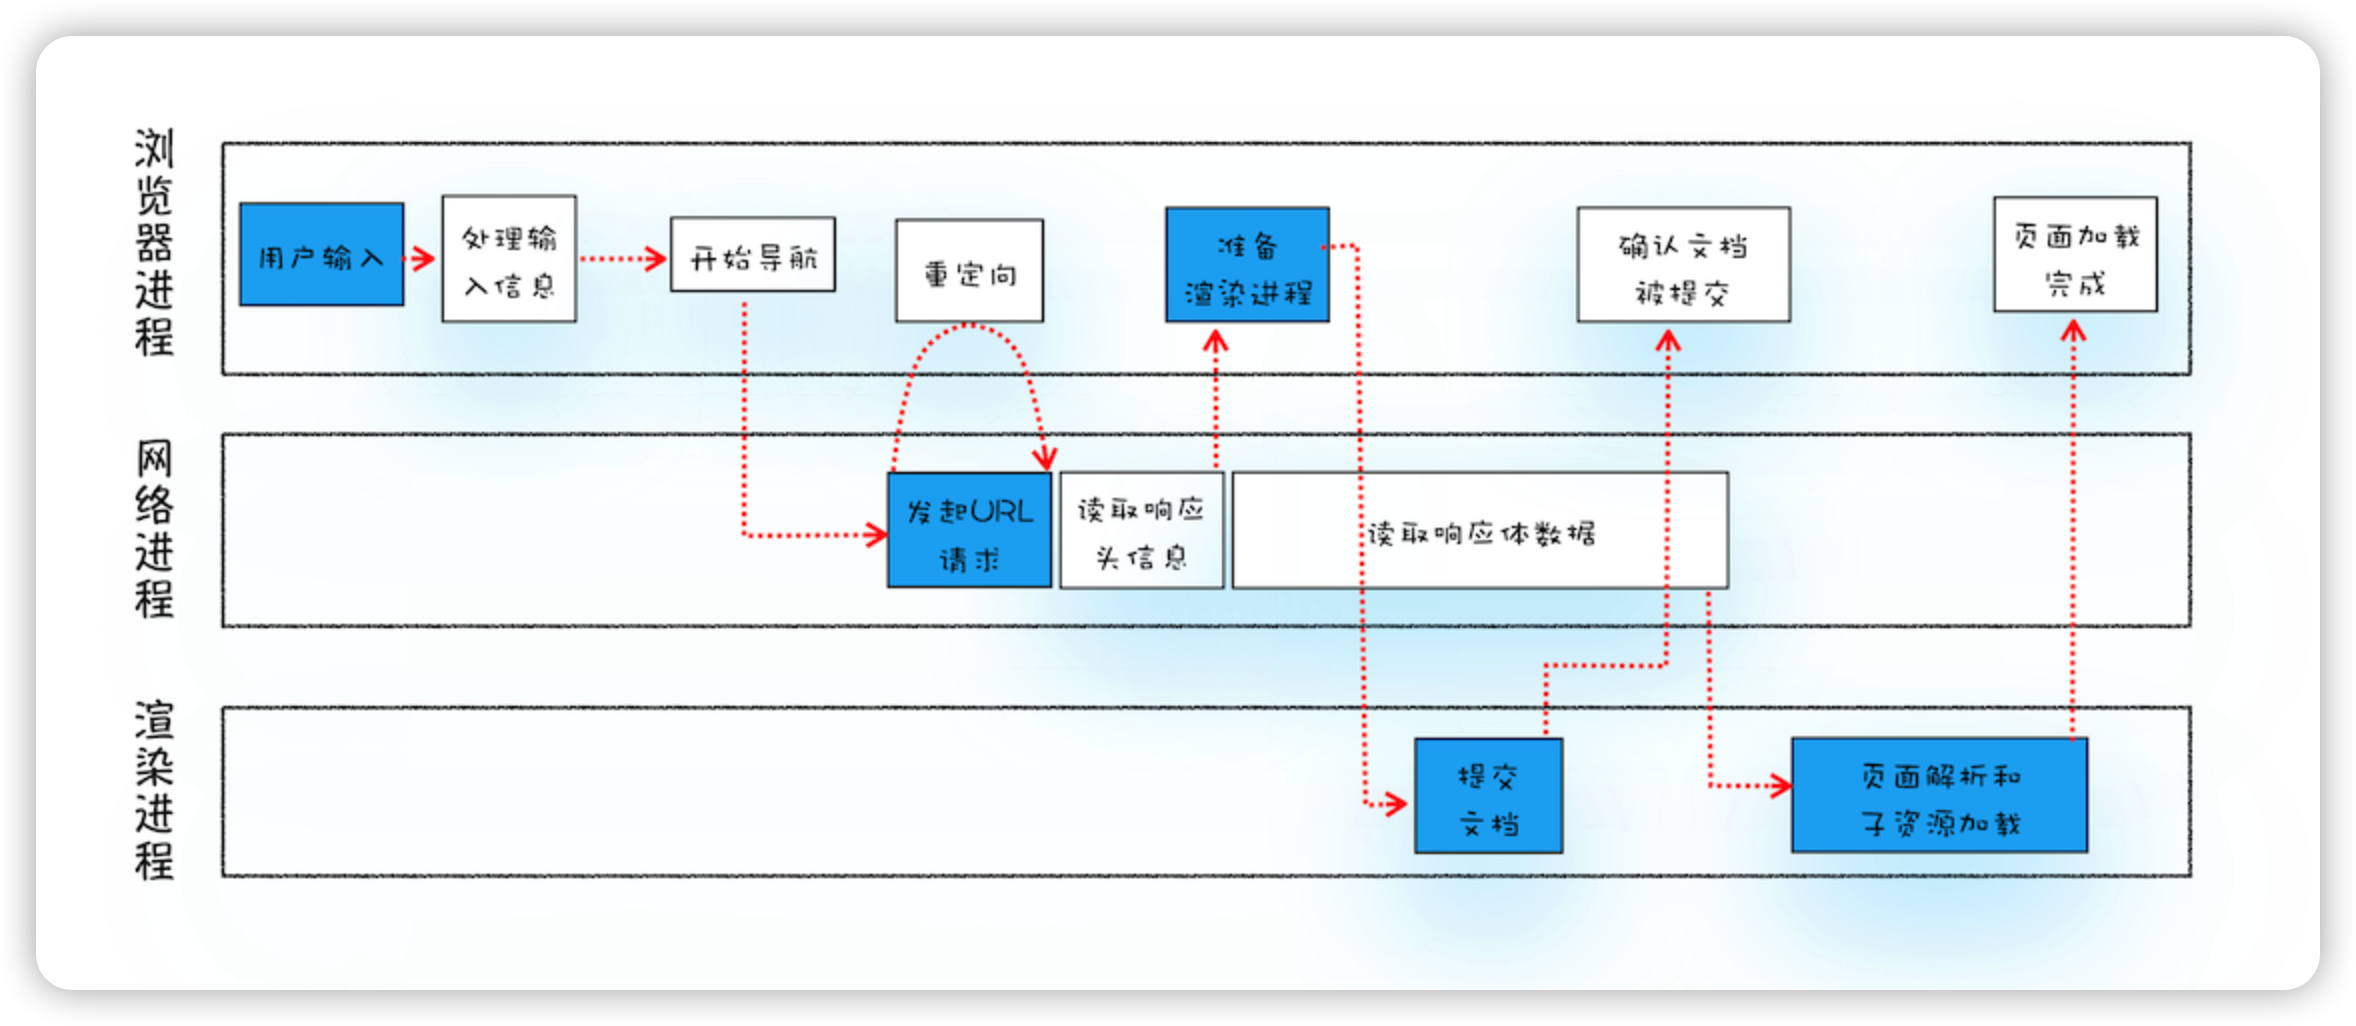 浏览器进程
用户输入
处理输
入信息
开始导航
重定向
准备
渲染进程
确认文档
被提交
页面加载
完成
网络进程
发起URL
请求
读取响应
头信息
读取响应体数据
渲染进程
提交
文档
页面解析和
子资源加载